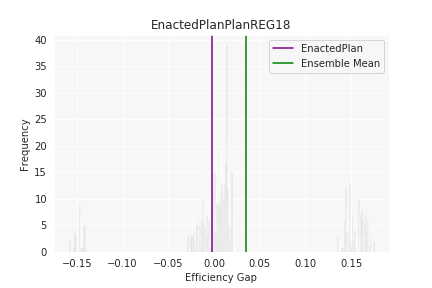 EnactedPlanPlanREG18
EnactedPlan
Ensemble Mean
40
35
30
25
20
15
10
5
0
Frequency
−0.15 −0.10 −0.05 0.00 0.05 0.10 0.15
Efficiency Gap